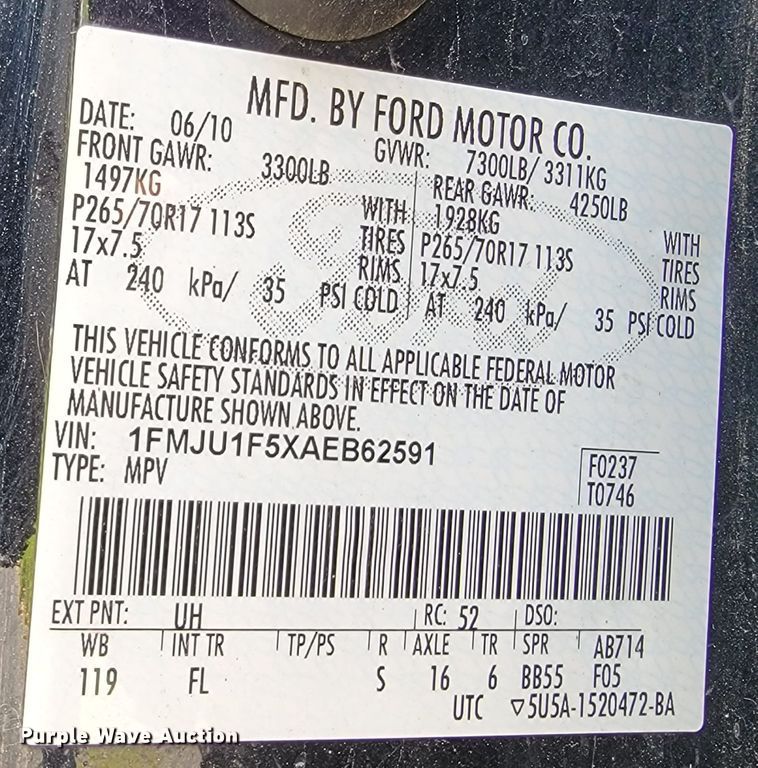 MFD. BY FORD MOTOR CO.
DATE: 06/10 GVWR: 7300LB/ 3311KG
FRONT GAWR: 3300LB REAR GAWR: 4250LB
1497KG WITH 1928KG WITH
P265/70R17 113S TIRES P265/70R17 113S TIRES
17x7.5 RIMS 17x7.5 RIMS
AT 240 kPa/ 35 PSI COLD AT 240 kPa/ 35 PSI COLD
Ford
THIS VEHICLE CONFORMS TO ALL APPLICABLE FEDERAL MOTOR
VEHICLE SAFETY STANDARDS IN EFFECT ON THE DATE OF
MANUFACTURE SHOWN ABOVE.
VIN: 1FMJU1F5XAEB62591
TYPE: MPV
F0237
T0746
EXT PNT: UH RC: 52 DSO:
WB INT TR TP/PS R AXLE TR SPR AB714
119 FL S 16 6 BB55 F05
UTC ▽5U5A-1520472-BA
Purple Wave Auction